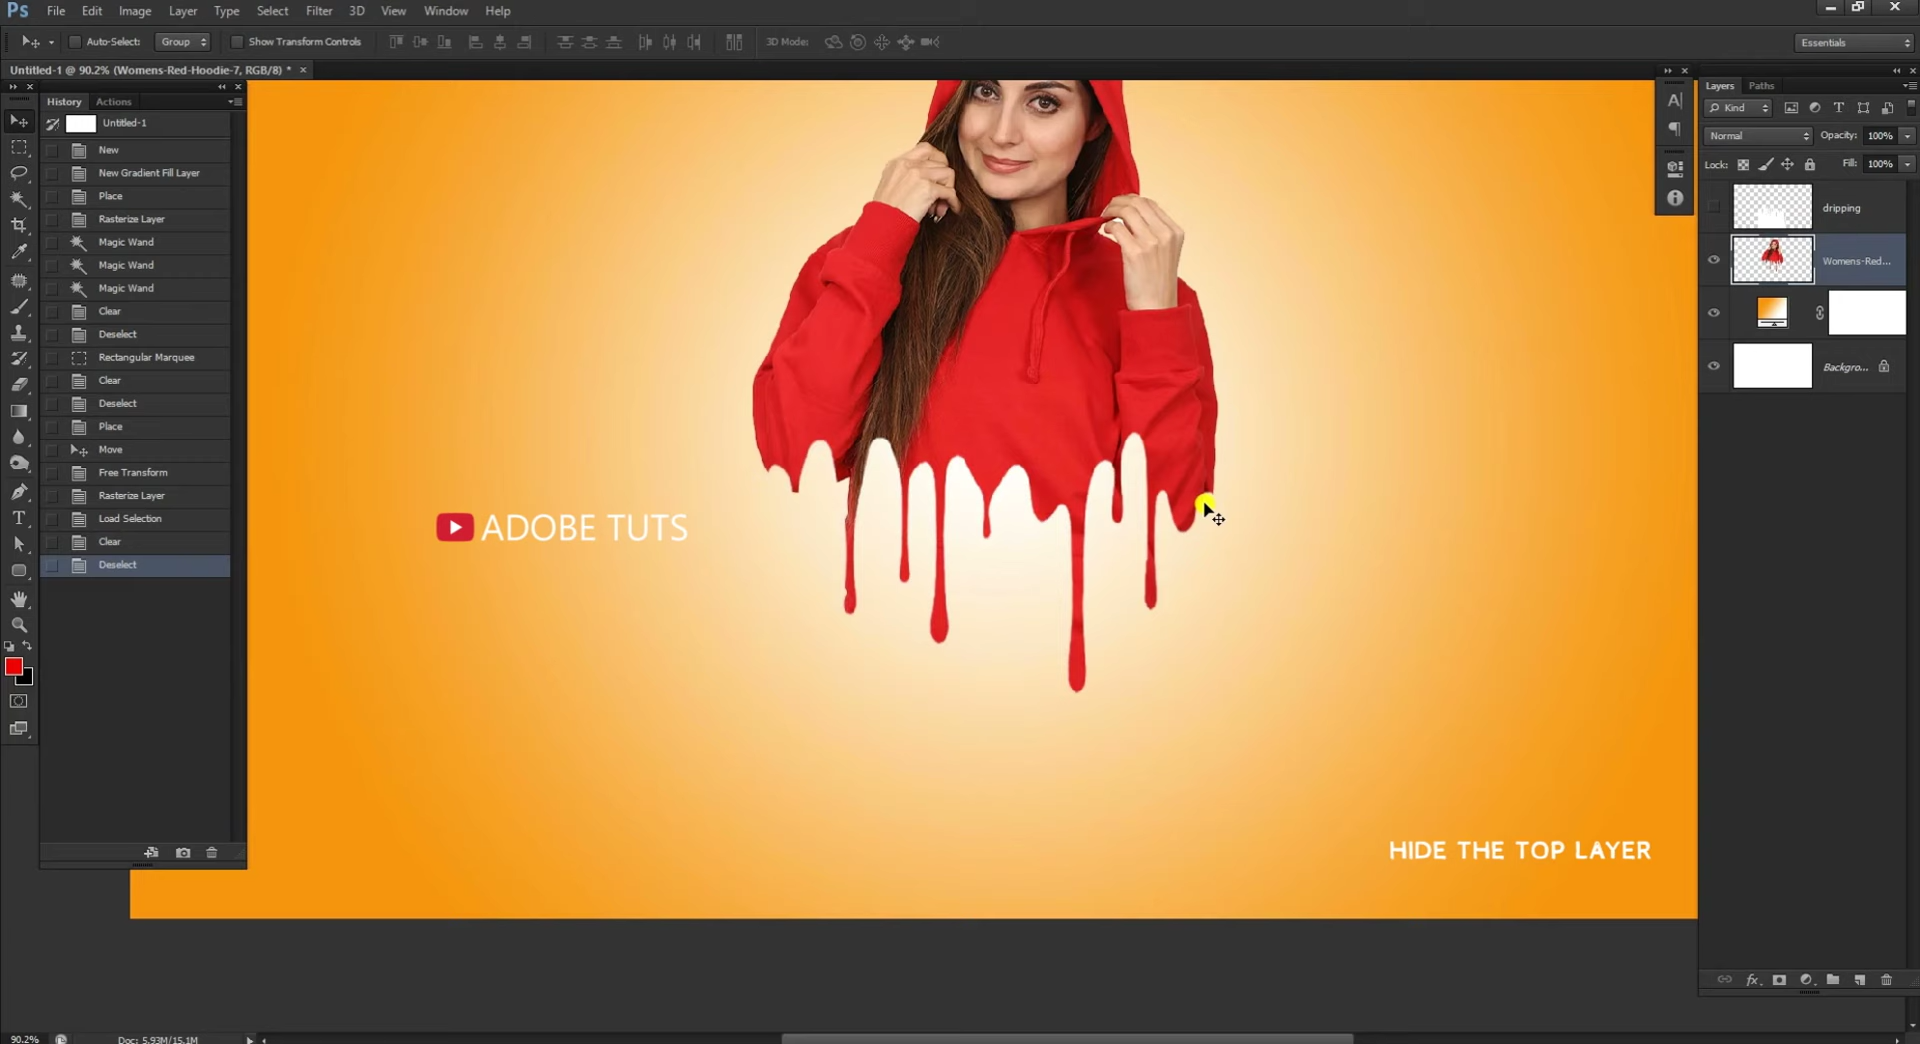 Ps File Edit Image Layer Type Select Filter 3D View Window Help
Auto-Select: Group Show Transform Controls 3D Mode: Essentials
Untitled-1 @ 90.2% (Womens-Red-Hoodie-7, RGB/8) * ×
History Actions
Untitled-1
New
New Gradient Fill Layer
Place
Rasterize Layer
Magic Wand
Magic Wand
Magic Wand
Clear
Deselect
Rectangular Marquee
Clear
Deselect
Place
Move
Free Transform
Rasterize Layer
Load Selection
Clear
Deselect
ADOBE TUTS
HIDE THE TOP LAYER
Layers Paths
Kind
Normal Opacity: 100%
Lock: Fill: 100%
dripping
Womens-Red...
Backgro...
90.2% Doc: 5.93M/15.1M